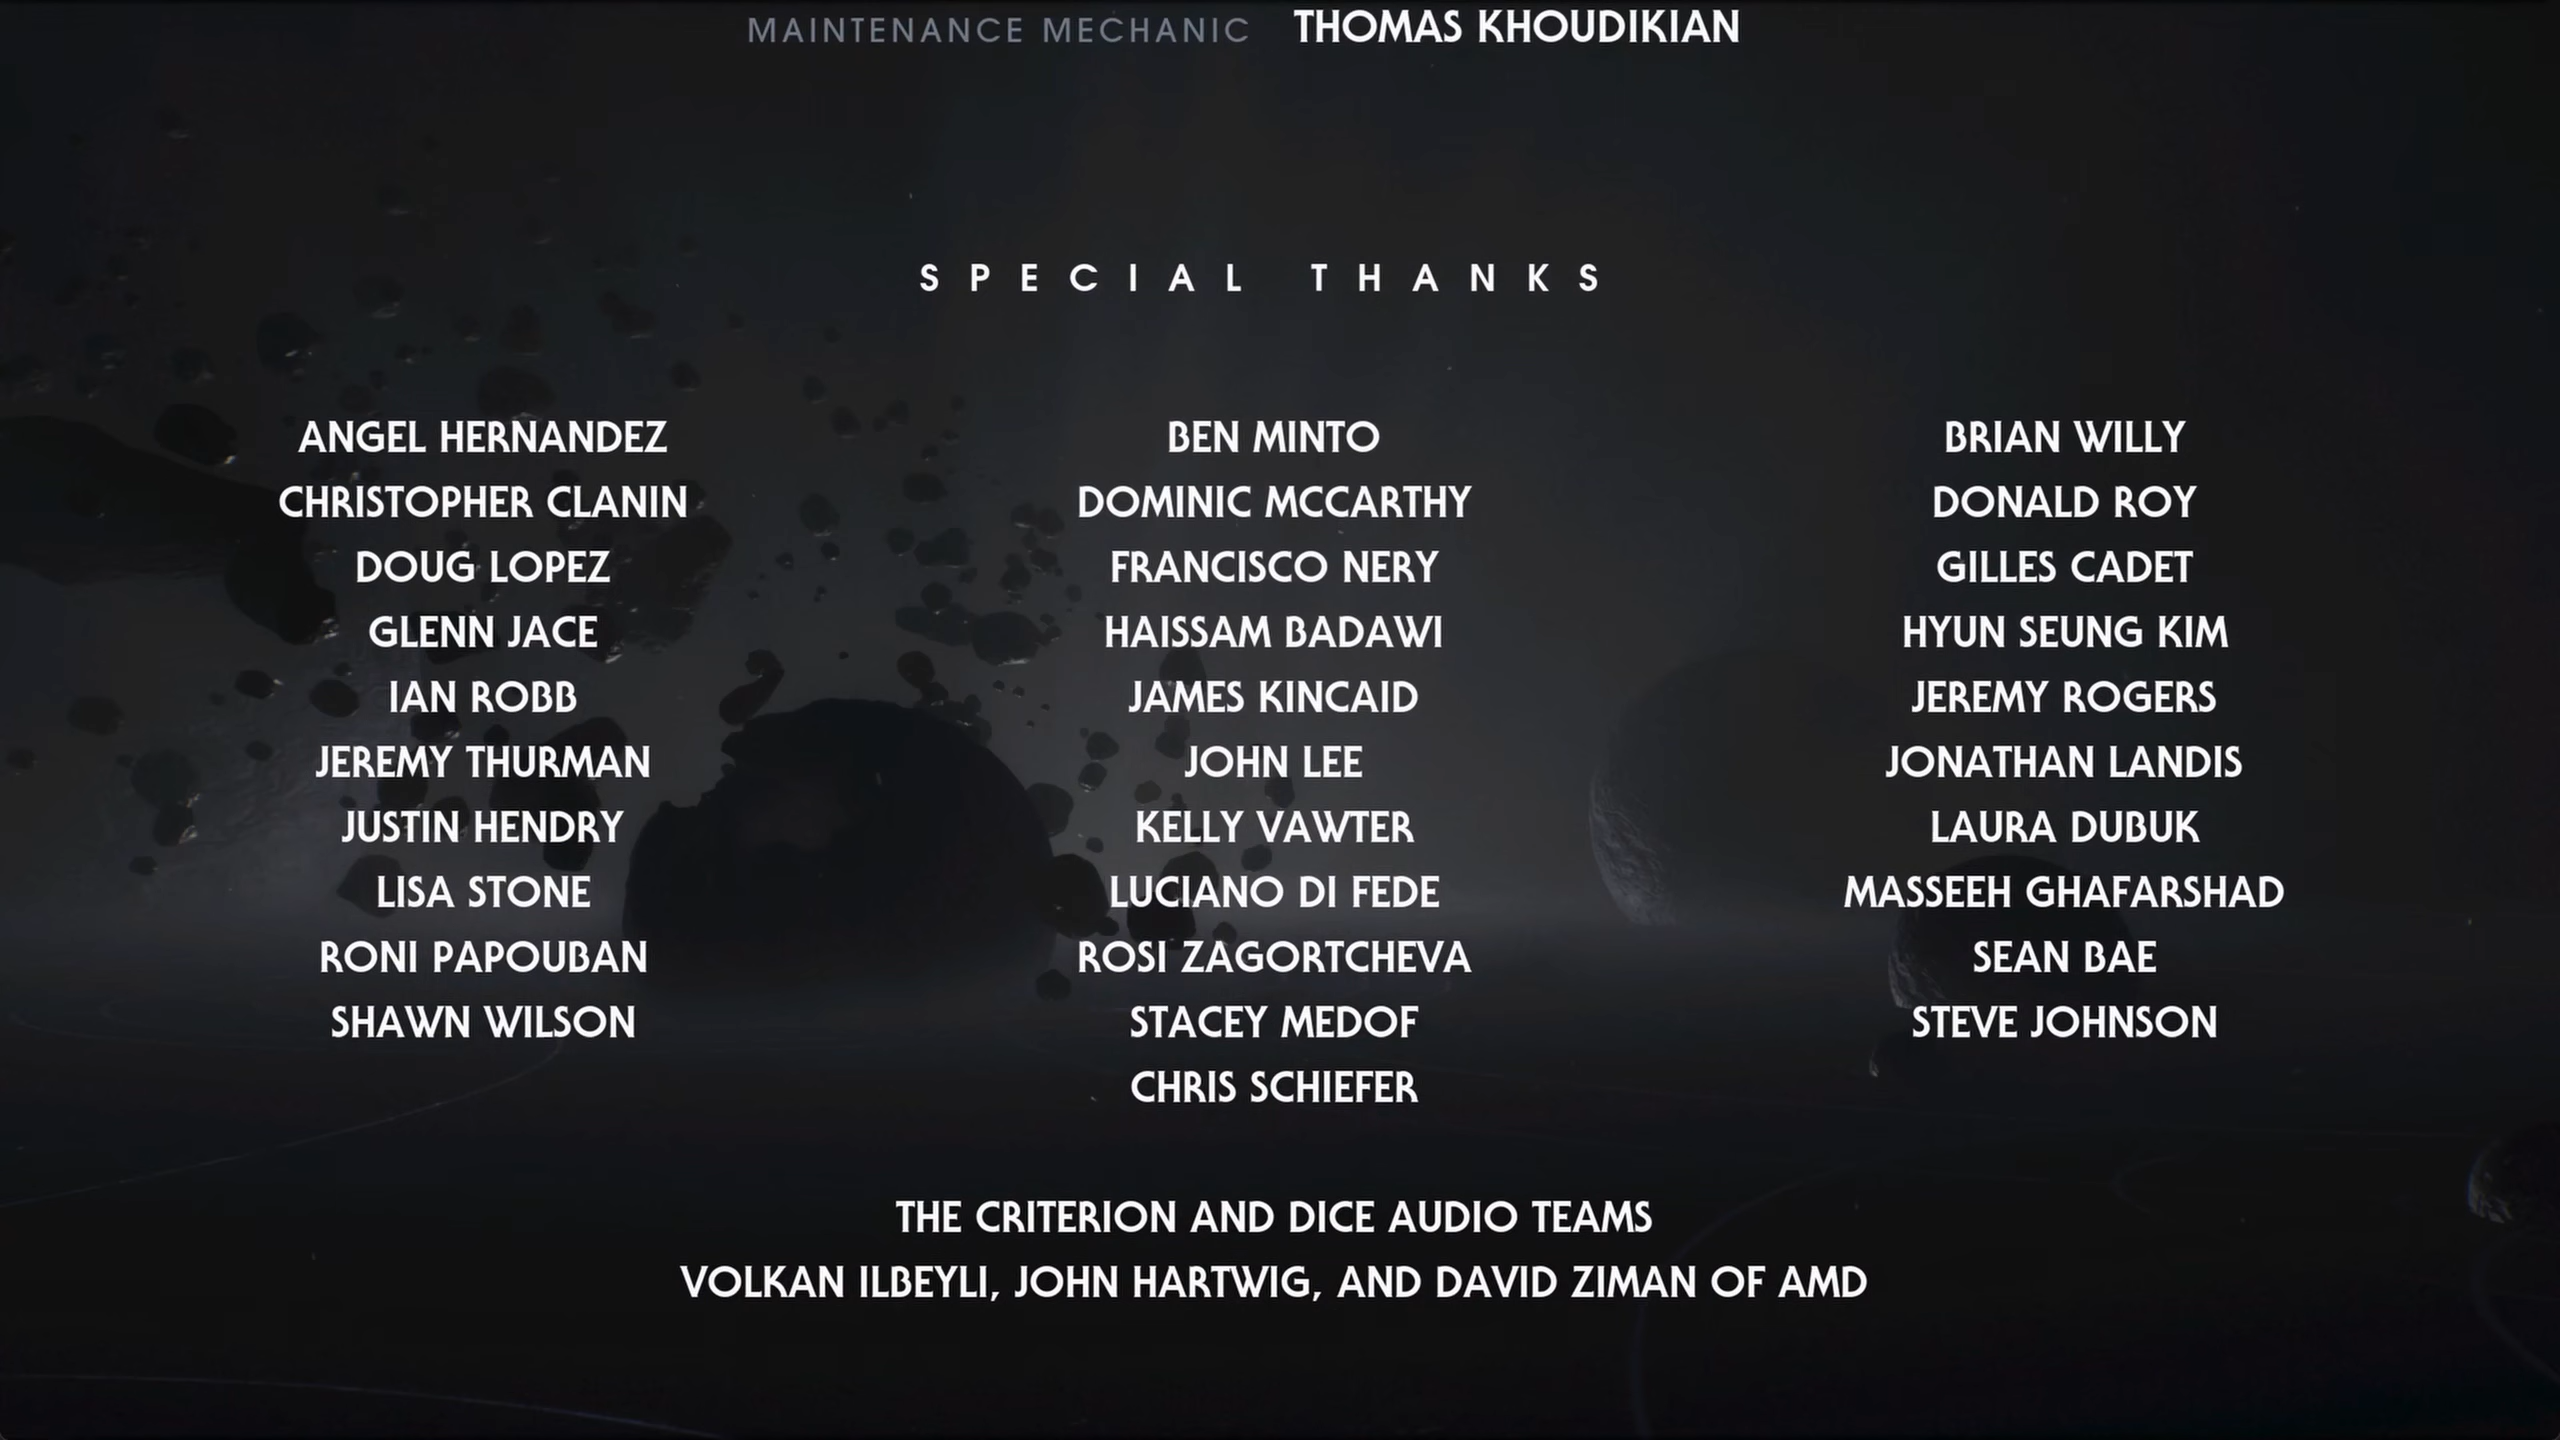 MAINTENANCE MECHANIC THOMAS KHOUDIKIAN
SPECIAL THANKS
ANGEL HERNANDEZ
CHRISTOPHER CLANIN
DOUG LOPEZ
GLENN JACE
IAN ROBB
JEREMY THURMAN
JUSTIN HENDRY
LISA STONE
RONI PAPOUBAN
SHAWN WILSON
BEN MINTO
DOMINIC MCCARTHY
FRANCISCO NERY
HAISSAM BADAWI
JAMES KINCAID
JOHN LEE
KELLY VAWTER
LUCIANO DI FEDE
ROSI ZAGORTCHEVA
STACEY MEDOF
CHRIS SCHIEFER
BRIAN WILLY
DONALD ROY
GILLES CADET
HYUN SEUNG KIM
JEREMY ROGERS
JONATHAN LANDIS
LAURA DUBUK
MASSEEH GHAFARSHAD
SEAN BAE
STEVE JOHNSON
THE CRITERION AND DICE AUDIO TEAMS
VOLKAN ILBEYLI, JOHN HARTWIG, AND DAVID ZIMAN OF AMD